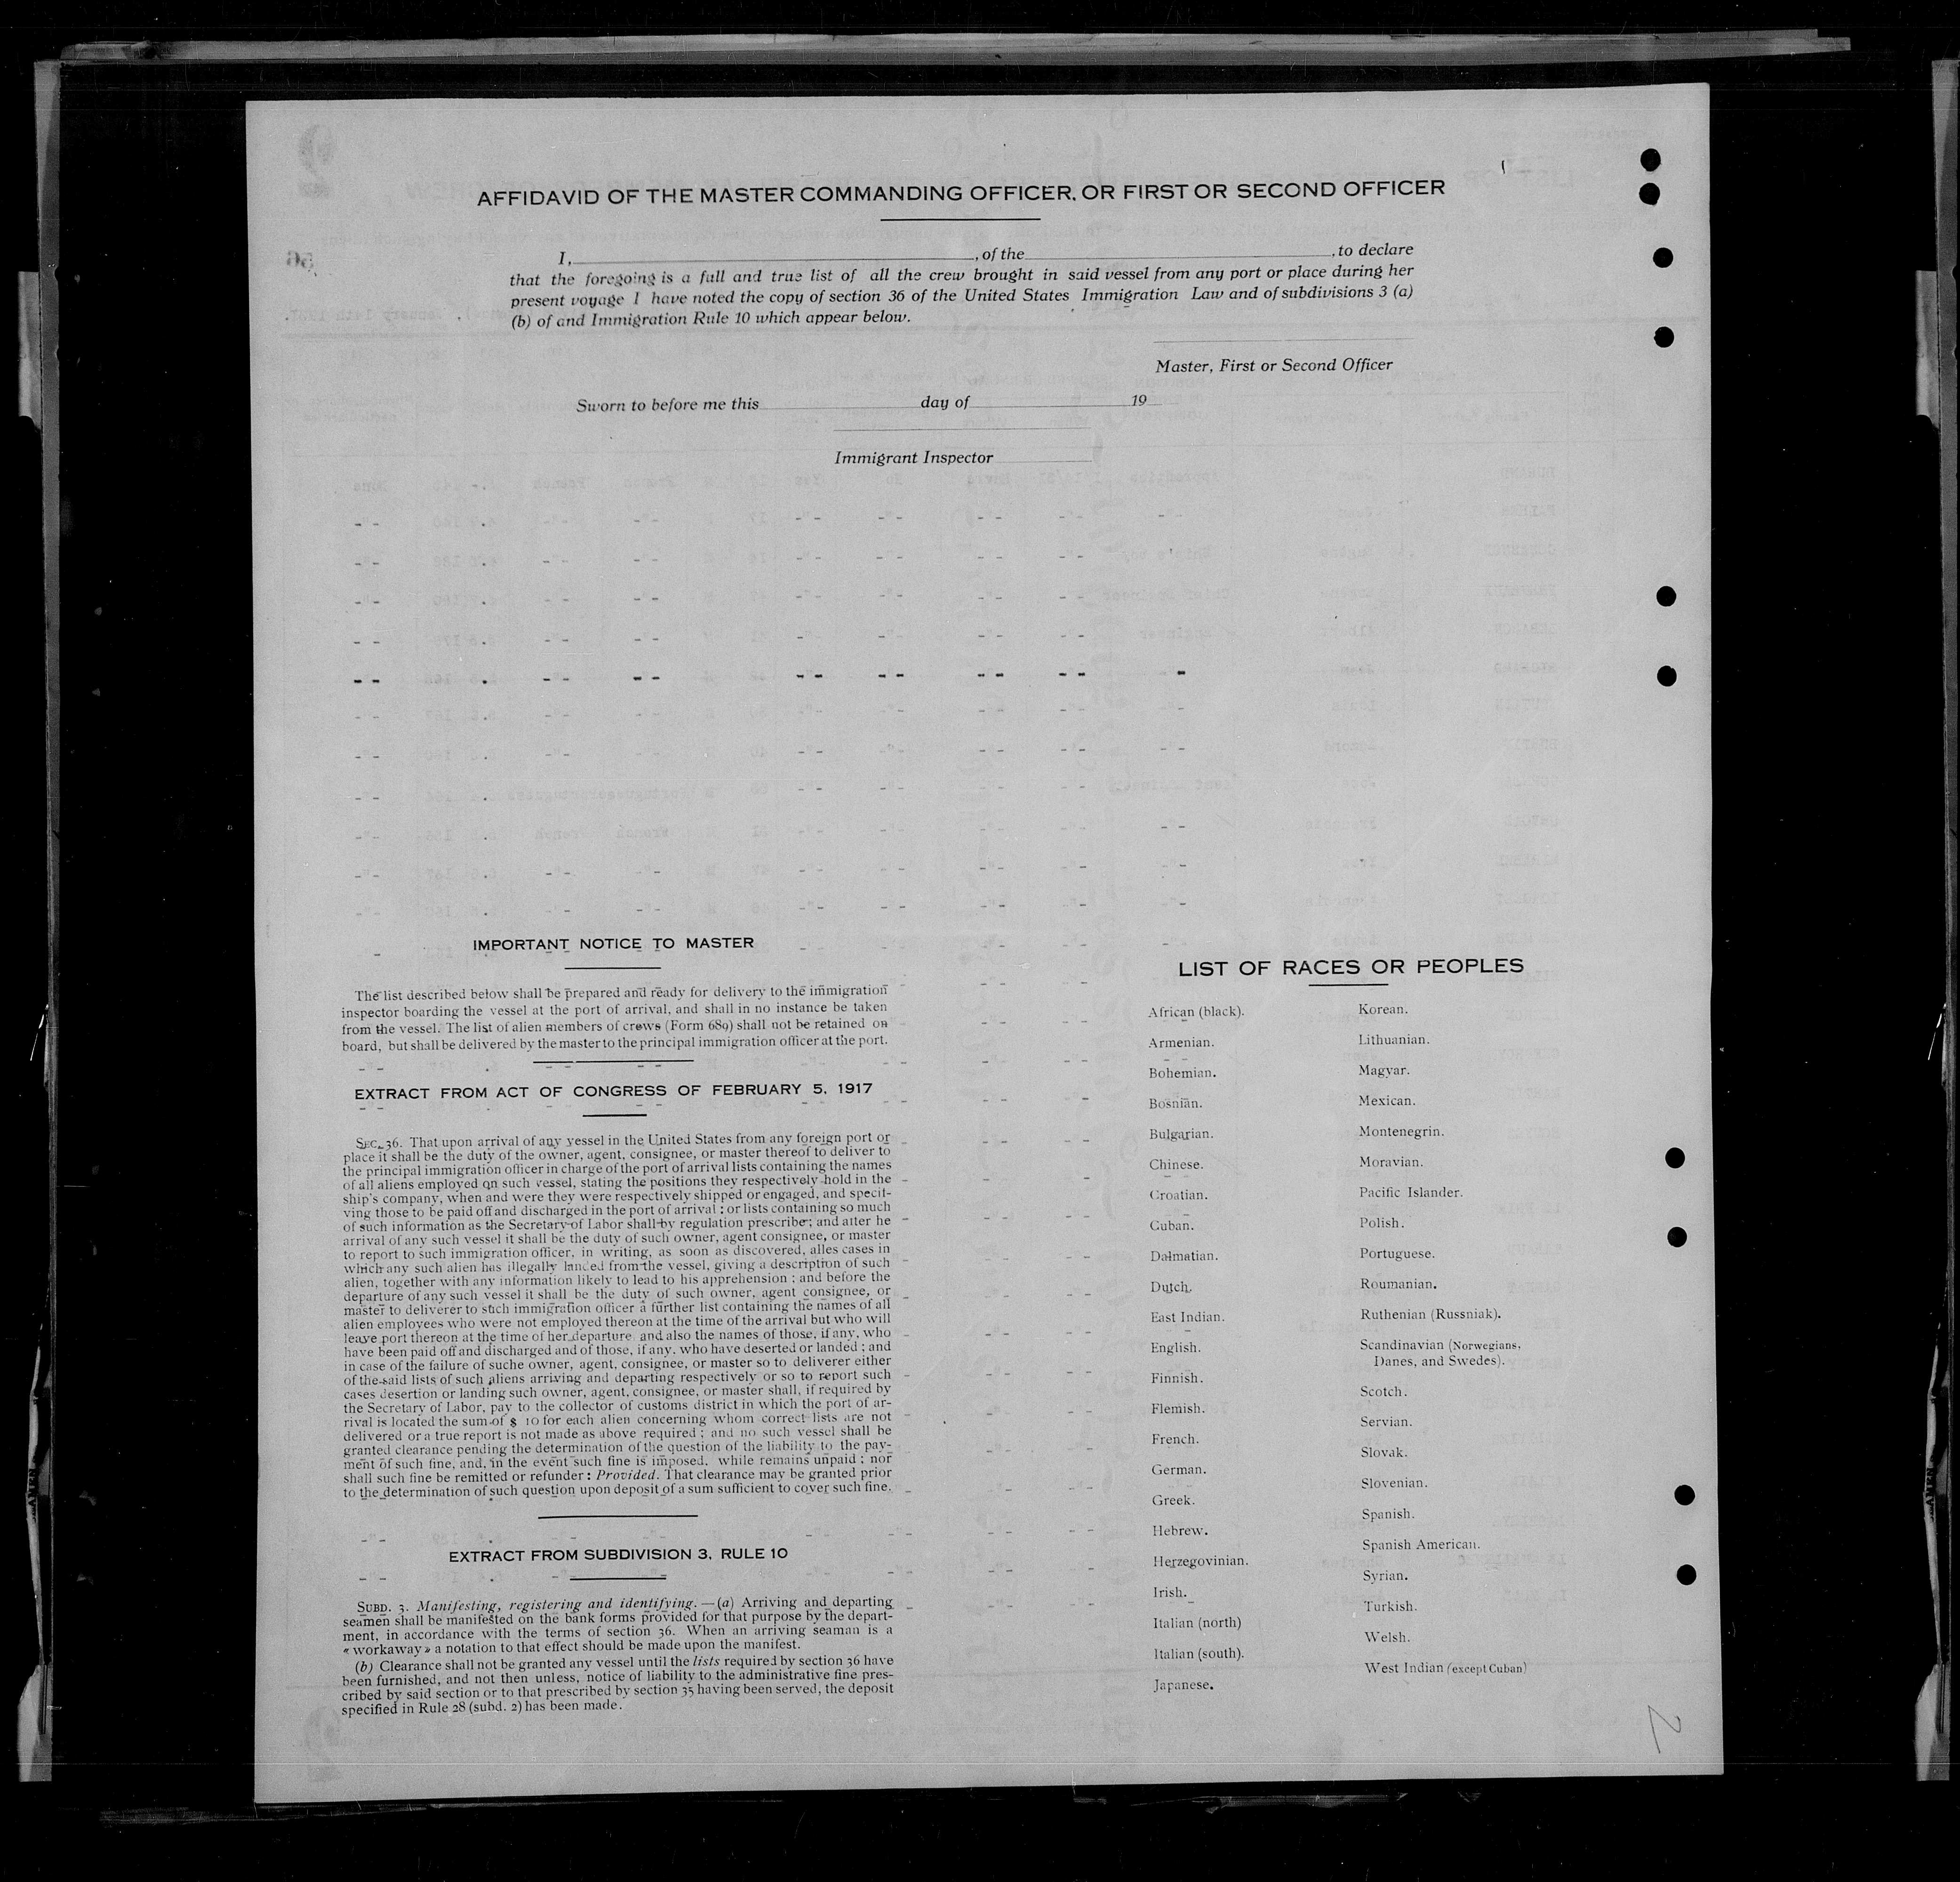 AFFIDAVID OF THE MASTER COMMANDING OFFICER, OR FIRST OR SECOND OFFICER
I, , of the , to declare
that the foregoing is a full and true list of all the crew brought in said vessel from any port or place during her
present voyage I have noted the copy of section 36 of the United States Immigration Law and of subdivisions 3 (a)
(b) of and Immigration Rule 10 which appear below.
Master, First or Second Officer
Sworn to before me this day of 19
Immigrant Inspector
IMPORTANT NOTICE TO MASTER
The list described below shall be prepared and ready for delivery to the immigration
inspector boarding the vessel at the port of arrival, and shall in no instance be taken
from the vessel. The list of alien members of crews (Form 689) shall not be retained on
board, but shall be delivered by the master to the principal immigration officer at the port.
EXTRACT FROM ACT OF CONGRESS OF FEBRUARY 5, 1917
SEC. 36. That upon arrival of any vessel in the United States from any foreign port or
place it shall be the duty of the owner, agent, consignee, or master thereof to deliver to
the principal immigration officer in charge of the port of arrival lists containing the names
of all aliens employed on such vessel, stating the positions they respectively hold in the
ship's company, when and were they were respectively shipped or engaged, and specit-
ving those to be paid off and discharged in the port of arrival ; or lists containing so much
of such information as the Secretary of Labor shall by regulation prescribe; and atter he
arrival of any such vessel it shall be the duty of such owner, agent consignee, or master
to report to such immigration officer, in writing, as soon as discovered, alles cases in
which any such alien has illegally landed from the vessel, giving a description of such
alien, together with any information likely to lead to his apprehension ; and before the
departure of any such vessel it shall be the duty of such owner, agent consignee, or
master to deliverer to such immigration officer a further list containing the names of all
alien employees who were not employed thereon at the time of the arrival but who will
leave port thereon at the time of her departure and also the names of those, if any, who
have been paid off and discharged and of those, if any, who have deserted or landed ; and
in case of the failure of suche owner, agent, consignee, or master so to deliverer either
of the said lists of such aliens arriving and departing respectively or so to report such
cases desertion or landing such owner, agent, consignee, or master shall, if required by
the Secretary of Labor, pay to the collector of customs district in which the port of ar-
rival is located the sum of $ 10 for each alien concerning whom correct lists are not
delivered or a true report is not made as above required ; and no such vessel shall be
granted clearance pending the determination of the question of the liability to the pay-
ment of such fine, and, in the event such fine is imposed, while remains unpaid ; nor
shall such fine be remitted or refunder : Provided. That clearance may be granted prior
to the determination of such question upon deposit of a sum sufficient to cover such fine.
EXTRACT FROM SUBDIVISION 3, RULE 10
SUBD. 3. Manifesting, registering and identifying. — (a) Arriving and departing
seamen shall be manifested on the bank forms provided for that purpose by the depart-
ment, in accordance with the terms of section 36. When an arriving seaman is a
« workaway » a notation to that effect should be made upon the manifest.
(b) Clearance shall not be granted any vessel until the lists required by section 36 have
been furnished, and not then unless, notice of liability to the administrative fine pres-
cribed by said section or to that prescribed by section 35 having been served, the deposit
specified in Rule 28 (subd. 2) has been made.
LIST OF RACES OR PEOPLES
African (black).
Armenian.
Bohemian.
Bosnian.
Bulgarian.
Chinese.
Croatian.
Cuban.
Dalmatian.
Dutch.
East Indian.
English.
Finnish.
Flemish.
French.
German.
Greek.
Hebrew.
Herzegovinian.
Irish.
Italian (north)
Italian (south).
Japanese.
Korean.
Lithuanian.
Magyar.
Mexican.
Montenegrin.
Moravian.
Pacific Islander.
Polish.
Portuguese.
Roumanian.
Ruthenian (Russniak).
Scandinavian (Norwegians,
Danes, and Swedes).
Scotch.
Servian.
Slovak.
Slovenian.
Spanish.
Spanish American.
Syrian.
Turkish.
Welsh.
West Indian (except Cuban)
2